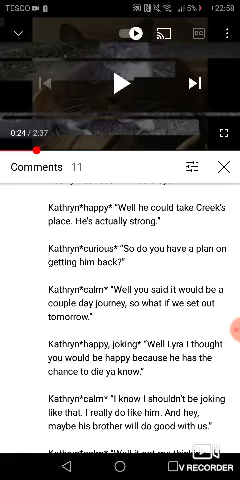 TESCO 5% 22:58
CC
0:24 / 2:37
Comments 11
Kathryn*happy* “Well he could take Creek's
place. He's actually strong.”
Kathryn*curious* “So do you have a plan on
getting him back?”
Kathryn*calm* “Well you said it would be a
couple day journey, so what if we set out
tomorrow.”
Kathryn*happy, joking* “Well Lyra I thought
you would be happy because he has the
chance to die ya know.”
Kathryn*calm* “I know I shouldn't be joking
like that. I really do like him. And hey,
maybe his brother will do good with us.”
V RECORDER